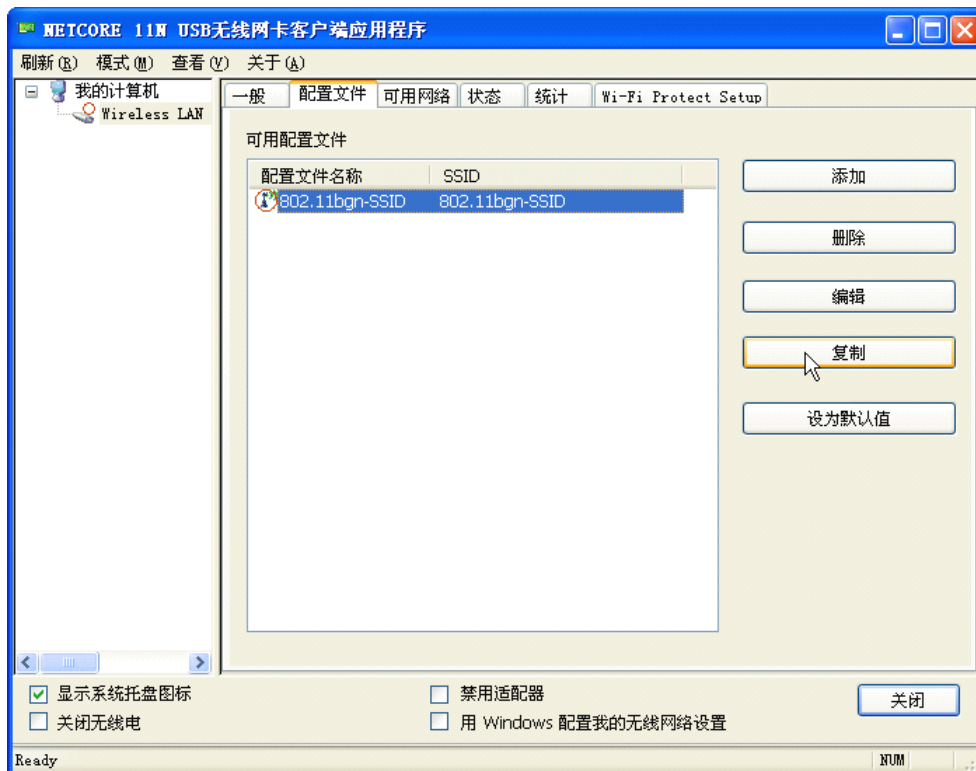 NETCORE 11N USB无线网卡客户端应用程序
刷新(R) 模式(M) 查看(V) 关于(A)
我的计算机
Wireless LAN
一般 配置文件 可用网络 状态 统计 Wi-Fi Protect Setup
可用配置文件
配置文件名称 SSID
802.11bgn-SSID 802.11bgn-SSID
添加
删除
编辑
复制
设为默认值
显示系统托盘图标 禁用适配器
关闭无线电 用 Windows 配置我的无线网络设置
关闭
Ready NUM